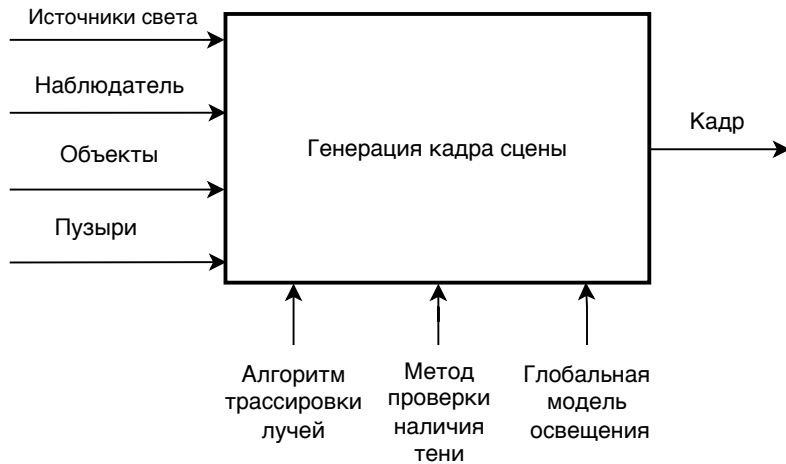 Источники света
Наблюдатель
Объекты
Пузыри
Генерация кадра сцены
Кадр
Алгоритм
трассировки
лучей
Метод
проверки
наличия
тени
Глобальная
модель
освещения